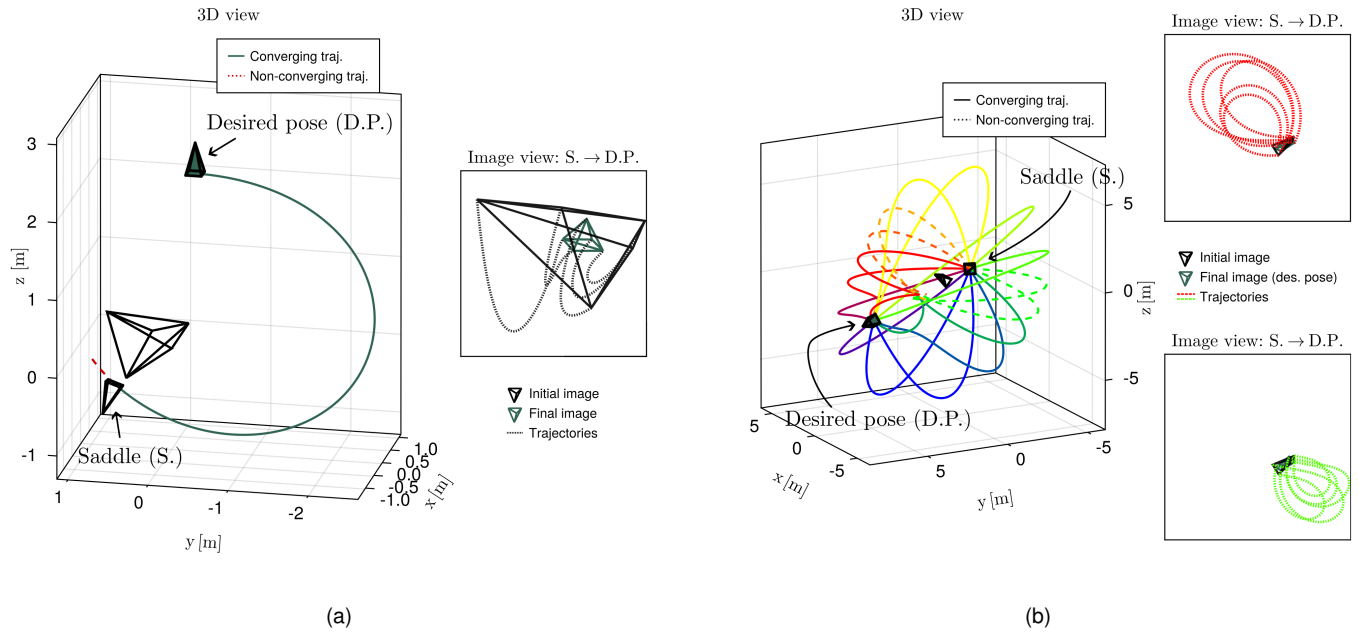 3D view
Converging traj.
Non-converging traj.
Desired pose (D.P.)
3
2
1
0
-1
z [m]
Saddle (S.)
1
0
-1
-2
y [m]
1.0
0.5
0.0
-0.5
-1.0
x [m]
Image view: S. → D.P.
Initial image
Final image
Trajectories
(a)
3D view
Converging traj.
Non-converging traj.
Saddle (S.)
5
0
-5
z [m]
Desired pose (D.P.)
5
0
-5
x [m]
5
0
-5
y [m]
Image view: S. → D.P.
Initial image
Final image (des. pose)
Trajectories
Image view: S. → D.P.
(b)